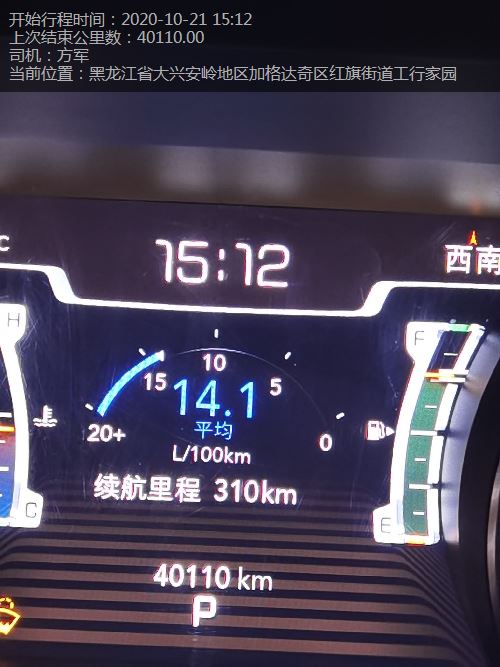 开始行程时间：2020-10-21 15:12
上次结束公里数：40110.00
司机：方军
当前位置：黑龙江省大兴安岭地区加格达奇区红旗街道工行家园
C
15:12
西南
H
F
10
15
14.1
5
20+
平均
0
L/100km
续航里程 310km
C
E
40110 km
P